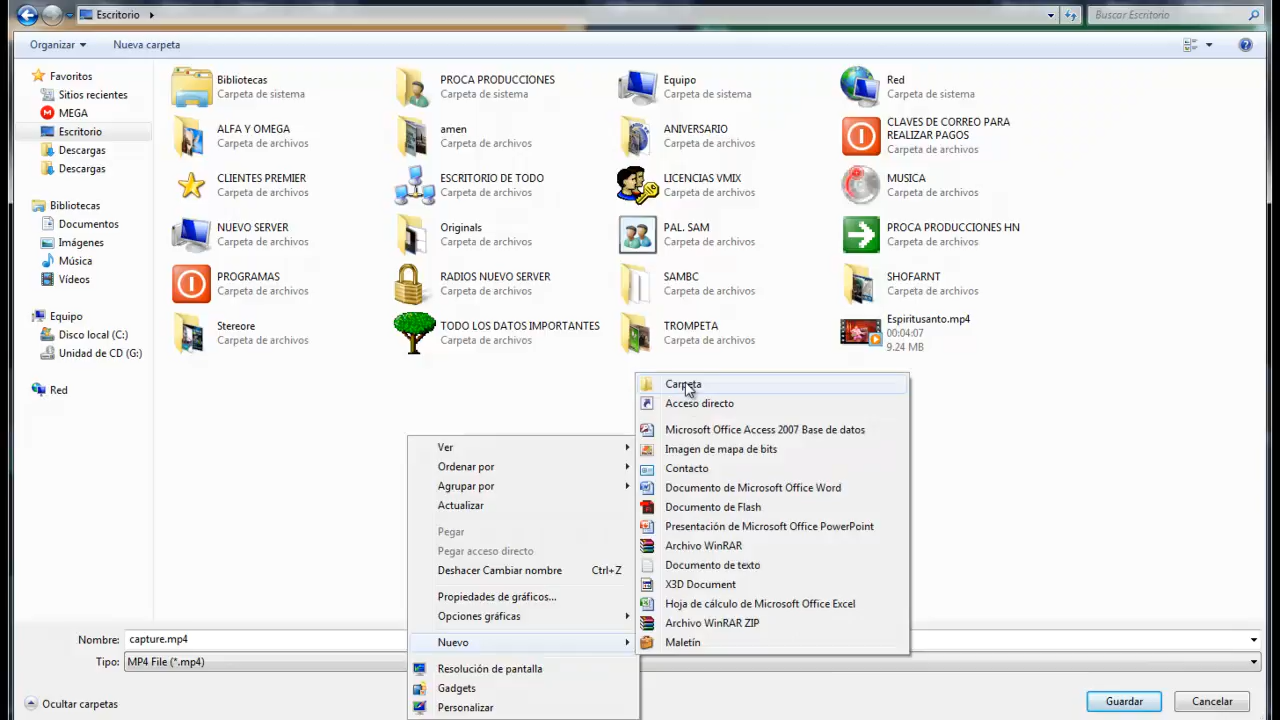 Escritorio
Buscar Escritorio
Organizar
Nueva carpeta
Favoritos
Sitios recientes
MEGA
Escritorio
Descargas
Descargas
Bibliotecas
Documentos
Imágenes
Música
Vídeos
Equipo
Disco local (C:)
Unidad de CD (G:)
Red
Bibliotecas
Carpeta de sistema
PROCA PRODUCCIONES
Carpeta de sistema
Equipo
Carpeta de sistema
Red
Carpeta de sistema
ALFA Y OMEGA
Carpeta de archivos
amen
Carpeta de archivos
ANIVERSARIO
Carpeta de archivos
CLAVES DE CORREO PARA
REALIZAR PAGOS
Carpeta de archivos
CLIENTES PREMIER
Carpeta de archivos
ESCRITORIO DE TODO
Carpeta de archivos
LICENCIAS VMIX
Carpeta de archivos
MUSICA
Carpeta de archivos
NUEVO SERVER
Carpeta de archivos
Originals
Carpeta de archivos
PAL. SAM
Carpeta de archivos
PROCA PRODUCCIONES HN
Carpeta de archivos
PROGRAMAS
Carpeta de archivos
RADIOS NUEVO SERVER
Carpeta de archivos
SAMBC
Carpeta de archivos
SHOFARNT
Carpeta de archivos
Stereore
Carpeta de archivos
TODO LOS DATOS IMPORTANTES
Carpeta de archivos
TROMPETA
Carpeta de archivos
Espiritusanto.mp4
00:04:07
9.24 MB
Ver
Ordenar por
Agrupar por
Actualizar
Pegar
Pegar acceso directo
Deshacer Cambiar nombre Ctrl+Z
Propiedades de gráficos...
Opciones gráficas
Nuevo
Resolución de pantalla
Gadgets
Personalizar
Carpeta
Acceso directo
Microsoft Office Access 2007 Base de datos
Imagen de mapa de bits
Contacto
Documento de Microsoft Office Word
Documento de Flash
Presentación de Microsoft Office PowerPoint
Archivo WinRAR
Documento de texto
X3D Document
Hoja de cálculo de Microsoft Office Excel
Archivo WinRAR ZIP
Maletín
Nombre: capture.mp4
Tipo: MP4 File (*.mp4)
Ocultar carpetas
Guardar
Cancelar